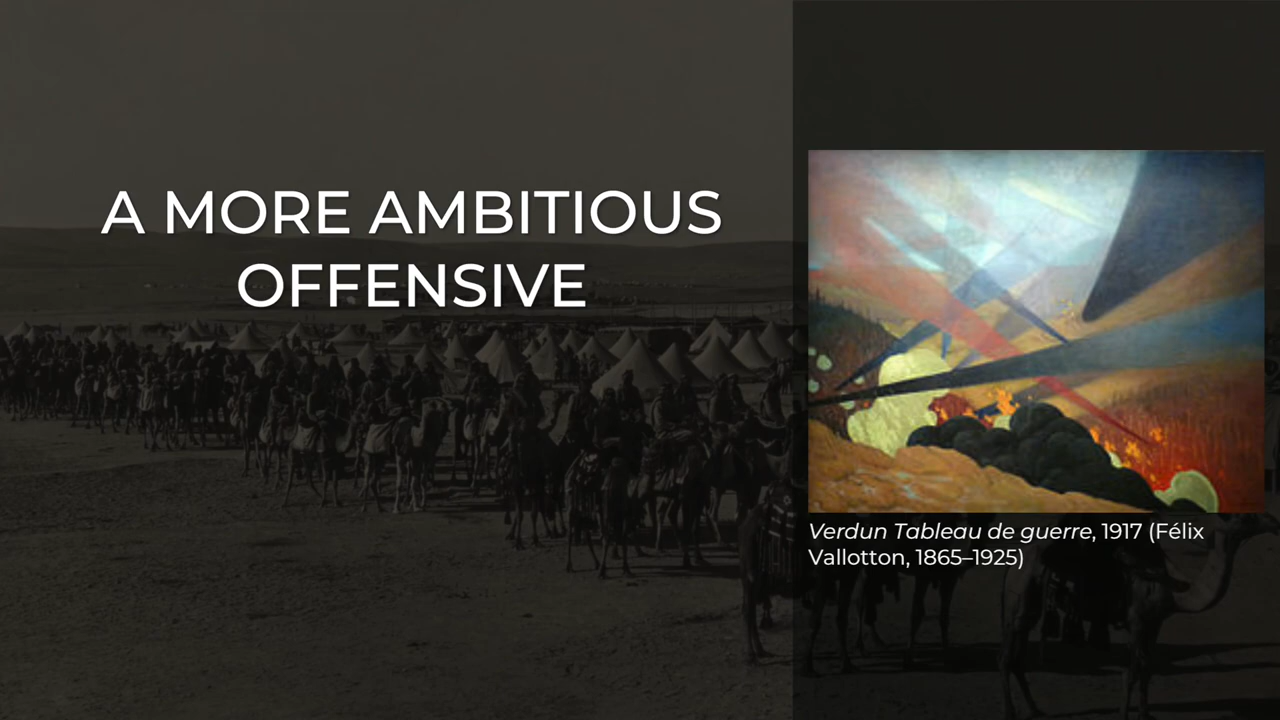 A MORE AMBITIOUS
OFFENSIVE
Verdun Tableau de guerre, 1917 (Félix
Vallotton, 1865–1925)